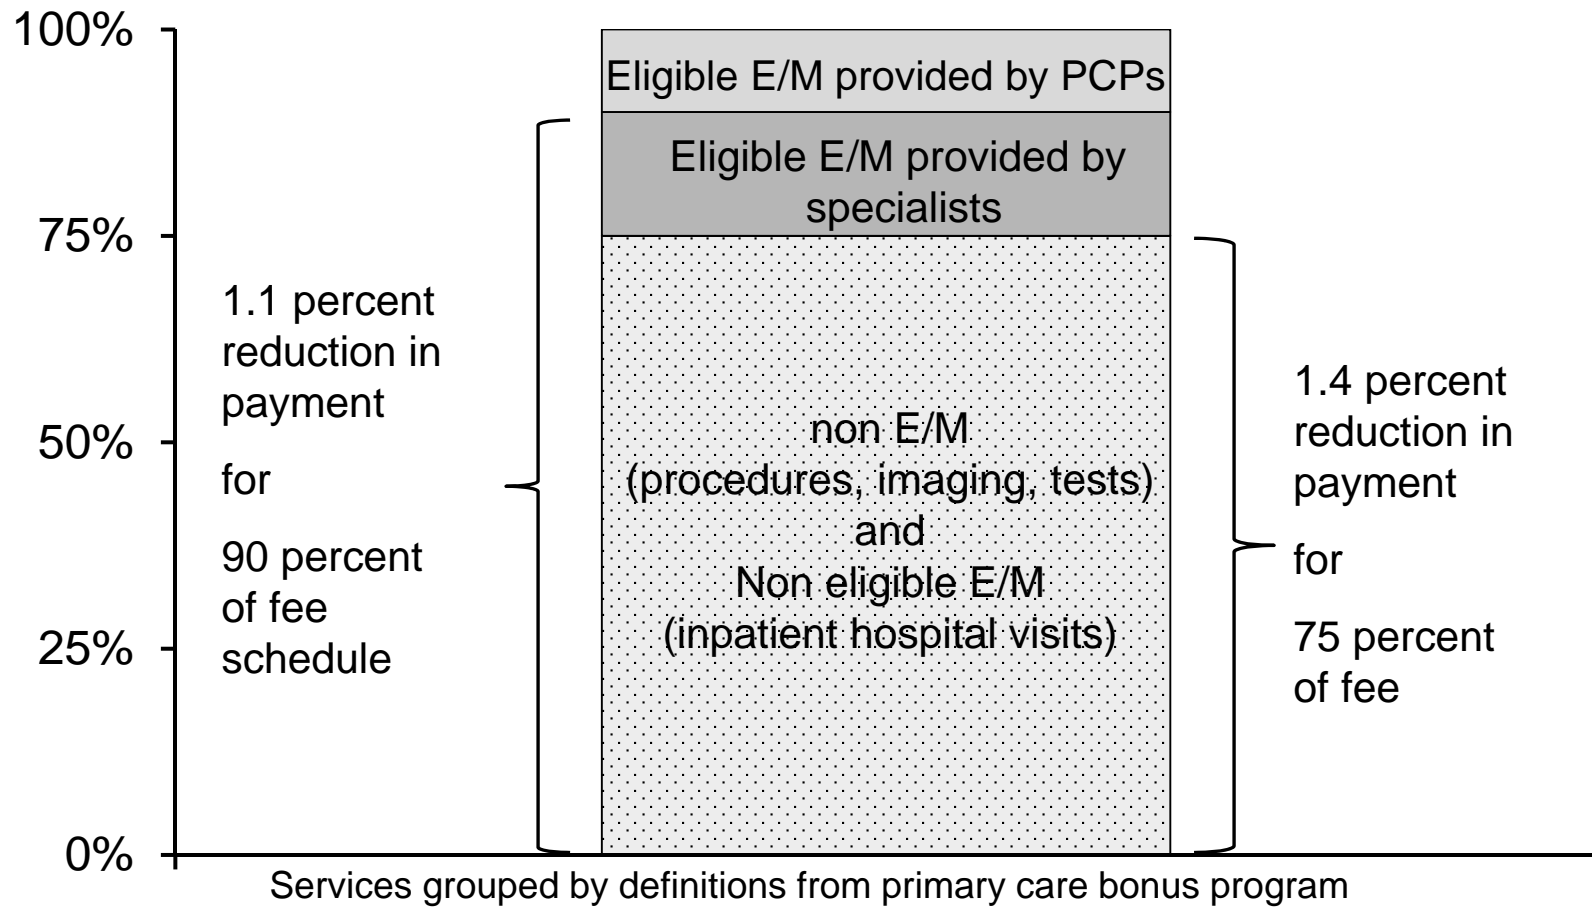 100%
75%
50%
25%
0%
1.1 percent
reduction in
payment
for
90 percent
of fee
schedule
Eligible E/M provided by PCPs
Eligible E/M provided by
specialists
non E/M
(procedures, imaging, tests)
and
Non eligible E/M
(inpatient hospital visits)
1.4 percent
reduction in
payment
for
75 percent
of fee
Services grouped by definitions from primary care bonus program